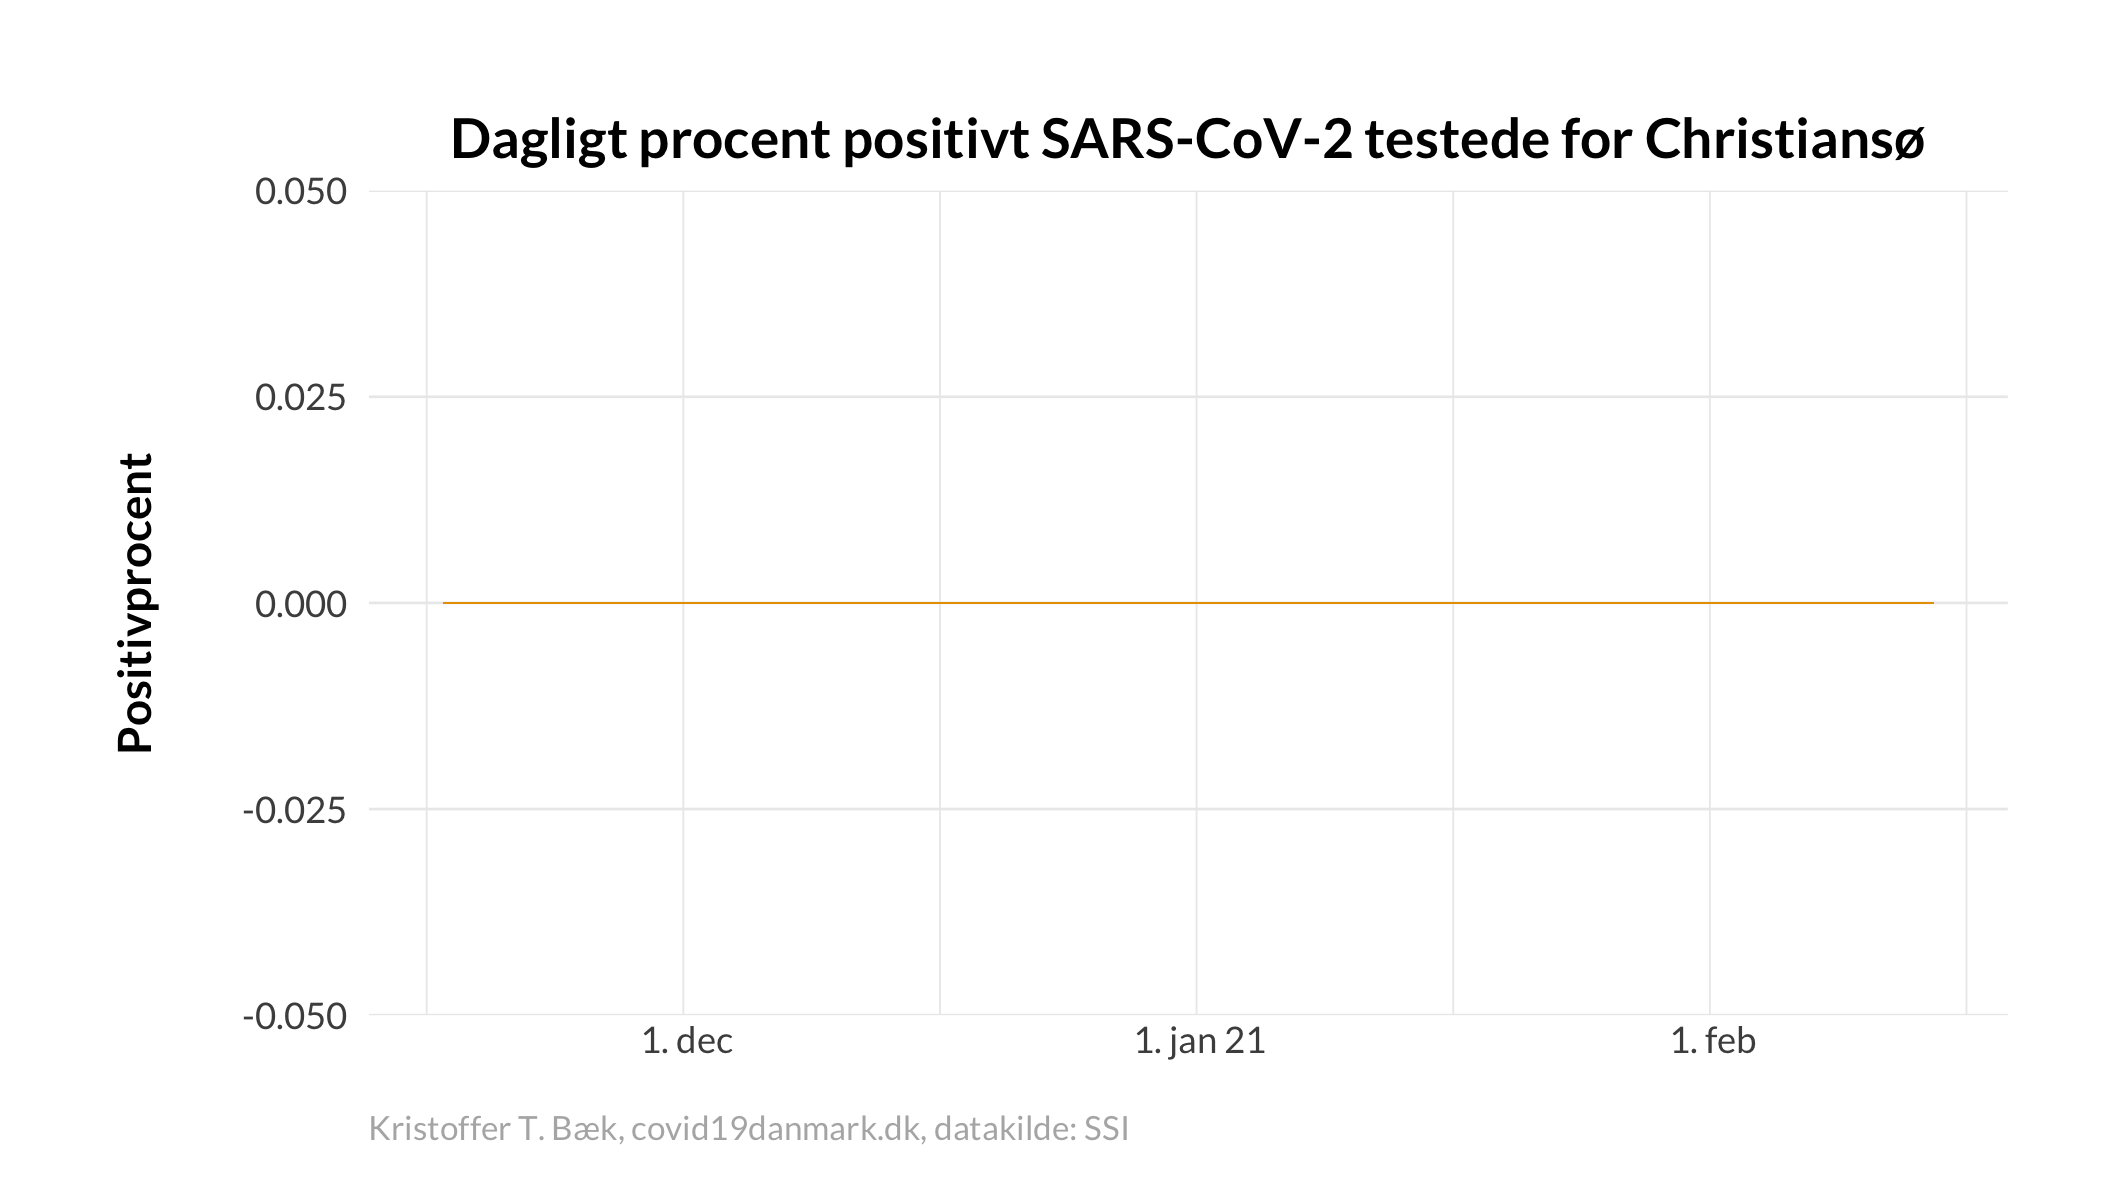 Dagligt procent positivt SARS-CoV-2 testede for Christiansø
Positivprocent
0.050
0.025
0.000
-0.025
-0.050
1. dec
1. jan 21
1. feb
Kristoffer T. Bæk, covid19danmark.dk, datakilde: SSI